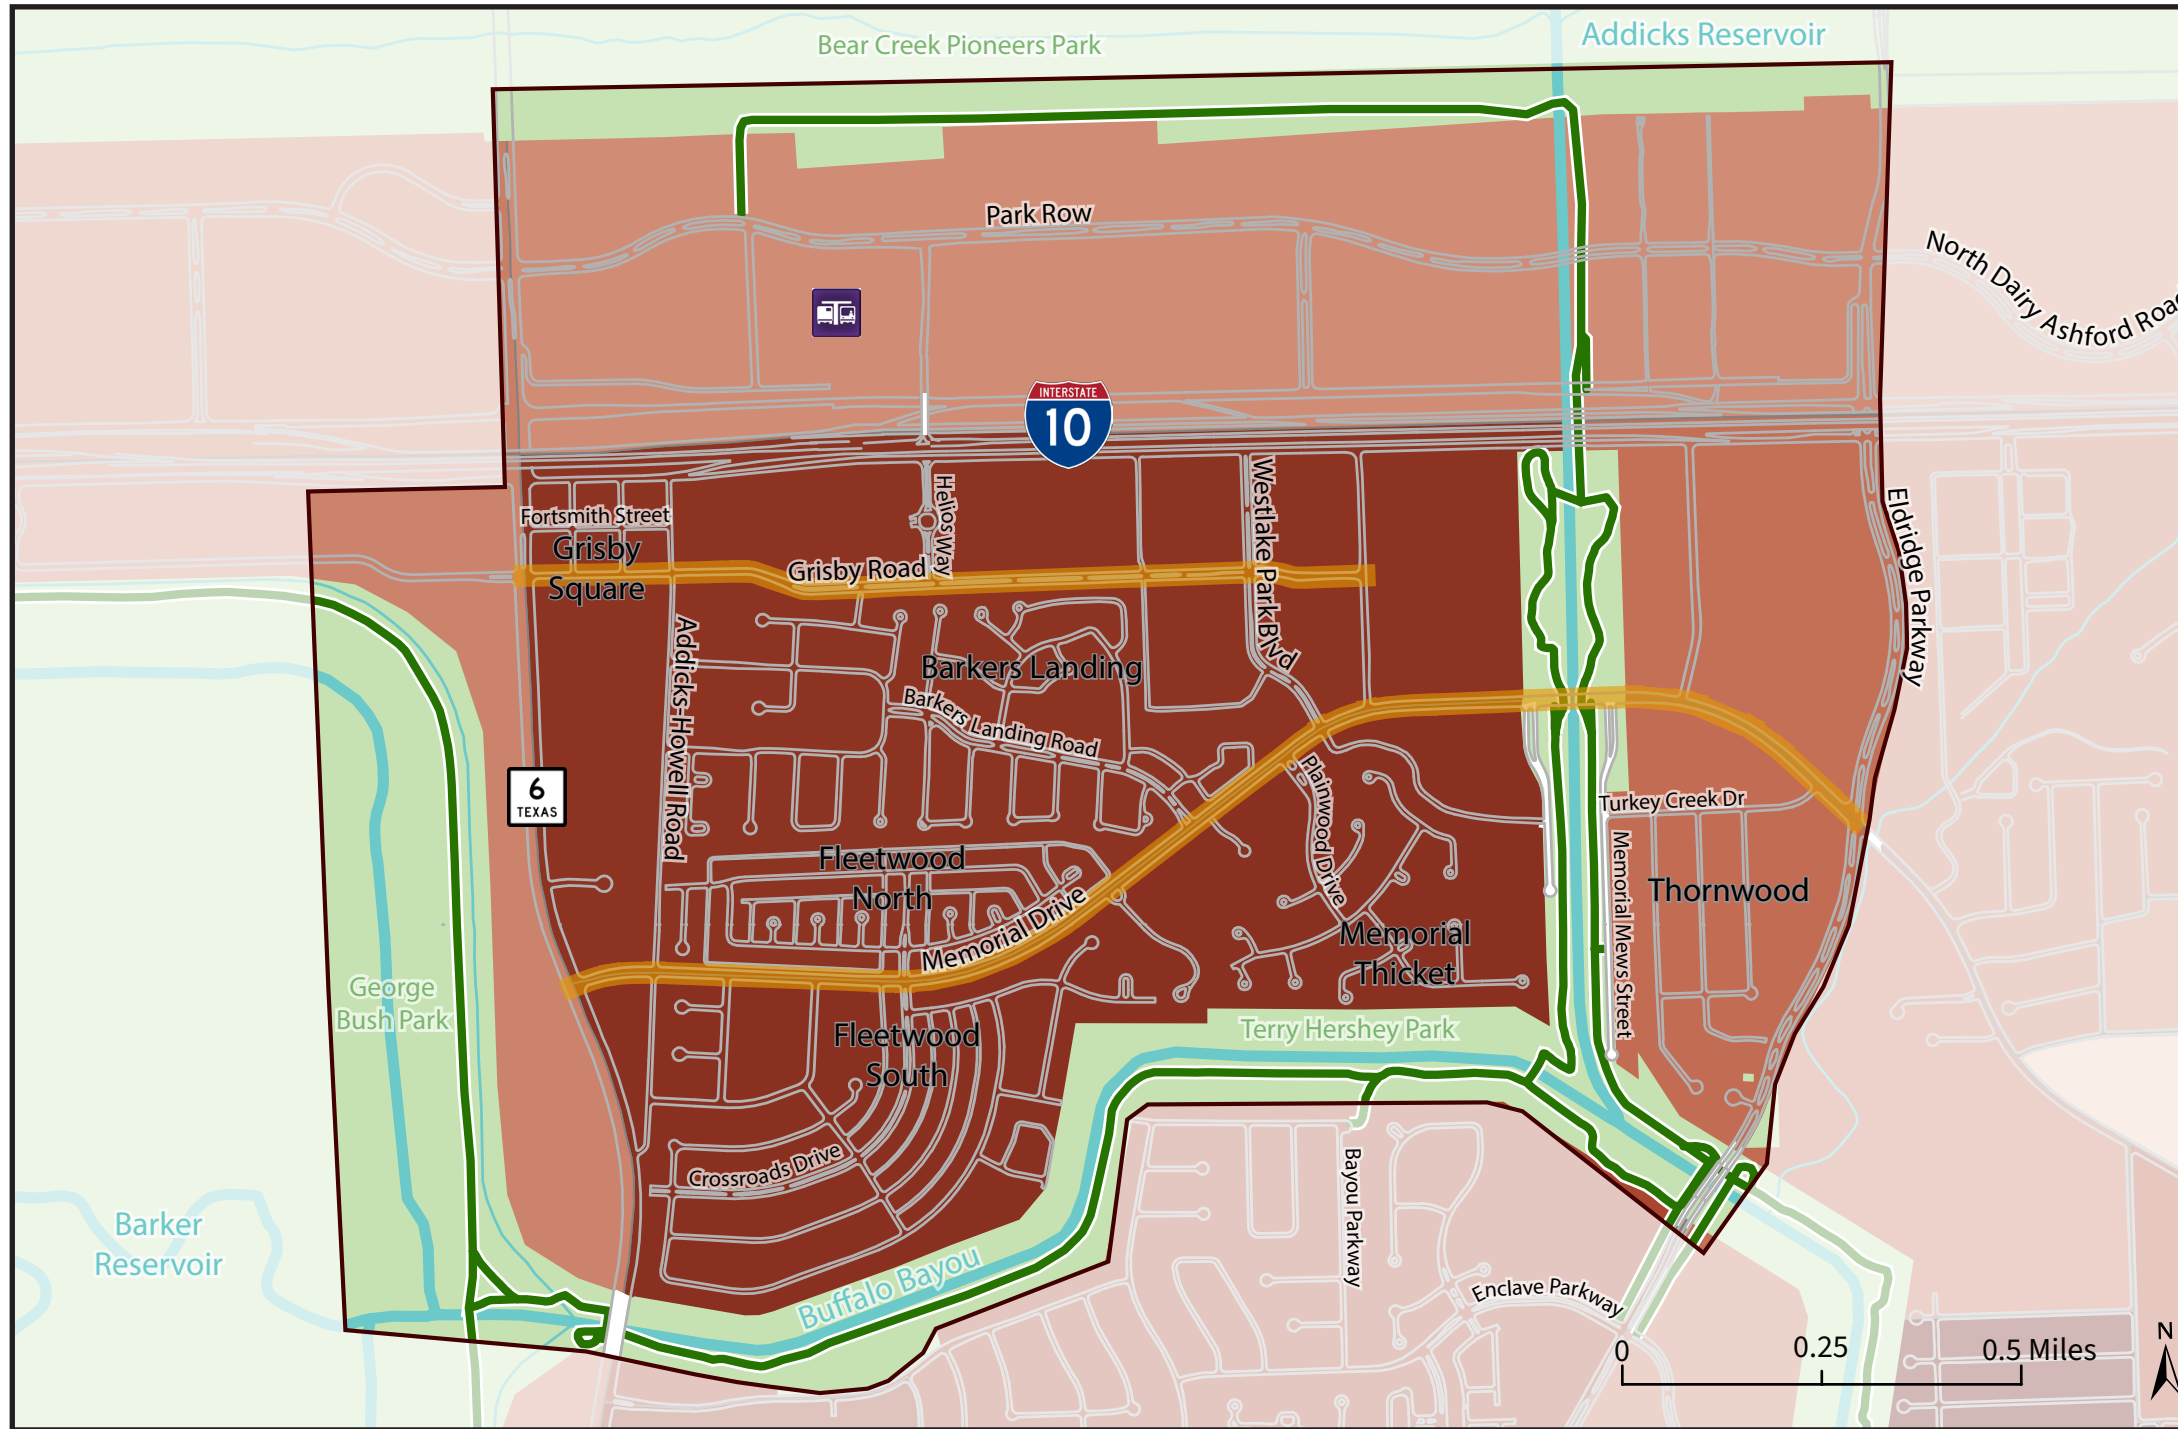 Bear Creek Pioneers Park
Addicks Reservoir
Park Row
North Dairy Ashford Roa
INTERSTATE
10
Fortsmith Street
Grisby
Square
Helios Way
Grisby Road
Westlake Park Blvd
Eldridge Parkway
Addicks-Howell Road
Barkers Landing
Barkers Landing Road
6
TEXAS
Plainwood Drive
Turkey Creek Dr
Memorial Mews Street
Thornwood
Fleetwood
North
Memorial Drive
Memorial
Thicket
George
Bush Park
Fleetwood
South
Terry Hershey Park
Crossroads Drive
Bayou Parkway
Barker
Reservoir
Buffalo Bayou
Enclave Parkway
N
0
0.25
0.5 Miles